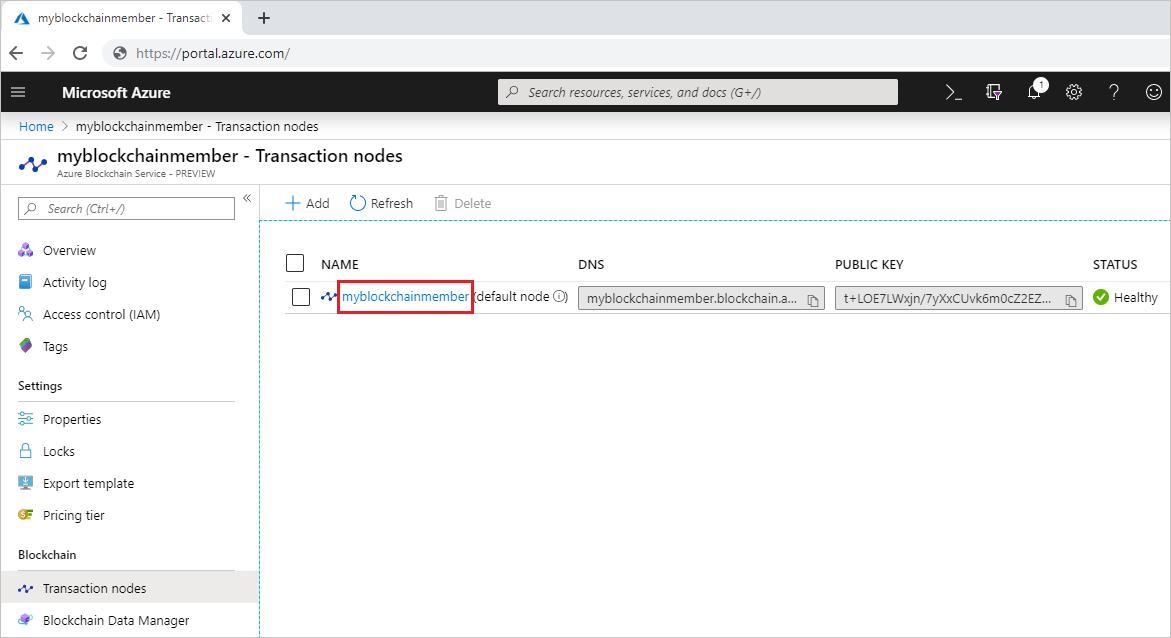 myblockchainmember - Transacti
https://portal.azure.com/
Microsoft Azure
Search resources, services, and docs (G+/)
1
Home > myblockchainmember - Transaction nodes
myblockchainmember - Transaction nodes
Azure Blockchain Service - PREVIEW
Search (Ctrl+/)
Add Refresh Delete
Overview
Activity log
Access control (IAM)
Tags
Settings
Properties
Locks
Export template
Pricing tier
Blockchain
Transaction nodes
Blockchain Data Manager
NAME DNS PUBLIC KEY STATUS
myblockchainmember (default node myblockchainmember.blockchain.a... t+LOE7LWxjn/7yXxCUvk6m0cZ2EZ... Healthy